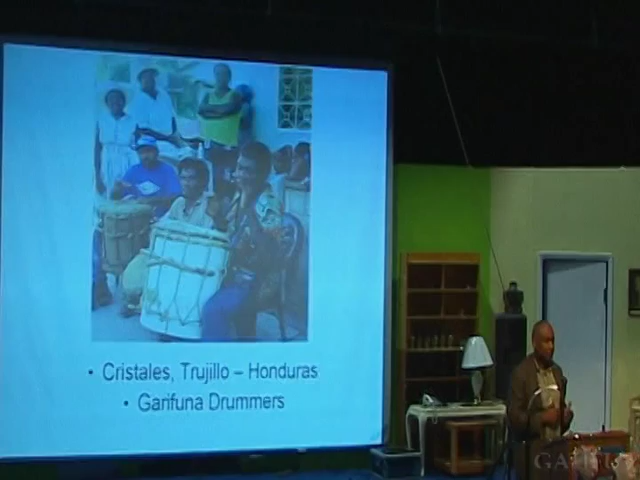 • Cristales, Trujillo – Honduras
• Garifuna Drummers